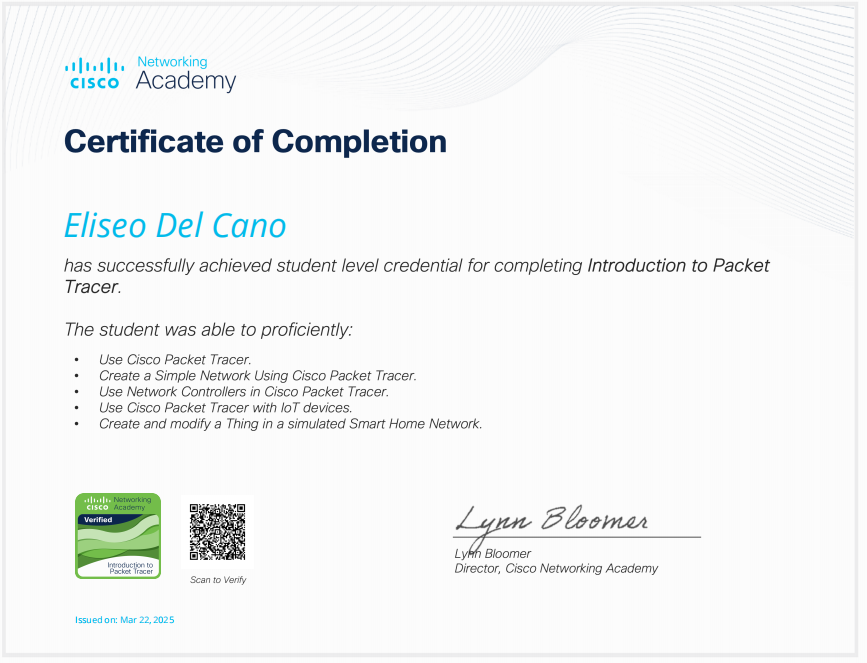 Networking
CISCO Academy
Certificate of Completion
Eliseo Del Cano
has successfully achieved student level credential for completing Introduction to Packet
Tracer.
The student was able to proficiently:
• Use Cisco Packet Tracer.
• Create a Simple Network Using Cisco Packet Tracer.
• Use Network Controllers in Cisco Packet Tracer.
• Use Cisco Packet Tracer with IoT devices.
• Create and modify a Thing in a simulated Smart Home Network.
Networking
CISCO Academy
Verified
Introduction to
Packet Tracer
Scan to Verify
Lynn Bloomer
Lynn Bloomer
Director, Cisco Networking Academy
Issued on: Mar 22, 2025